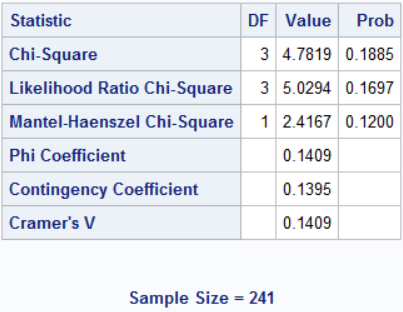 Statistic DF Value Prob
Chi-Square 3 4.7819 0.1885
Likelihood Ratio Chi-Square 3 5.0294 0.1697
Mantel-Haenszel Chi-Square 1 2.4167 0.1200
Phi Coefficient 0.1409
Contingency Coefficient 0.1395
Cramer's V 0.1409
Sample Size = 241